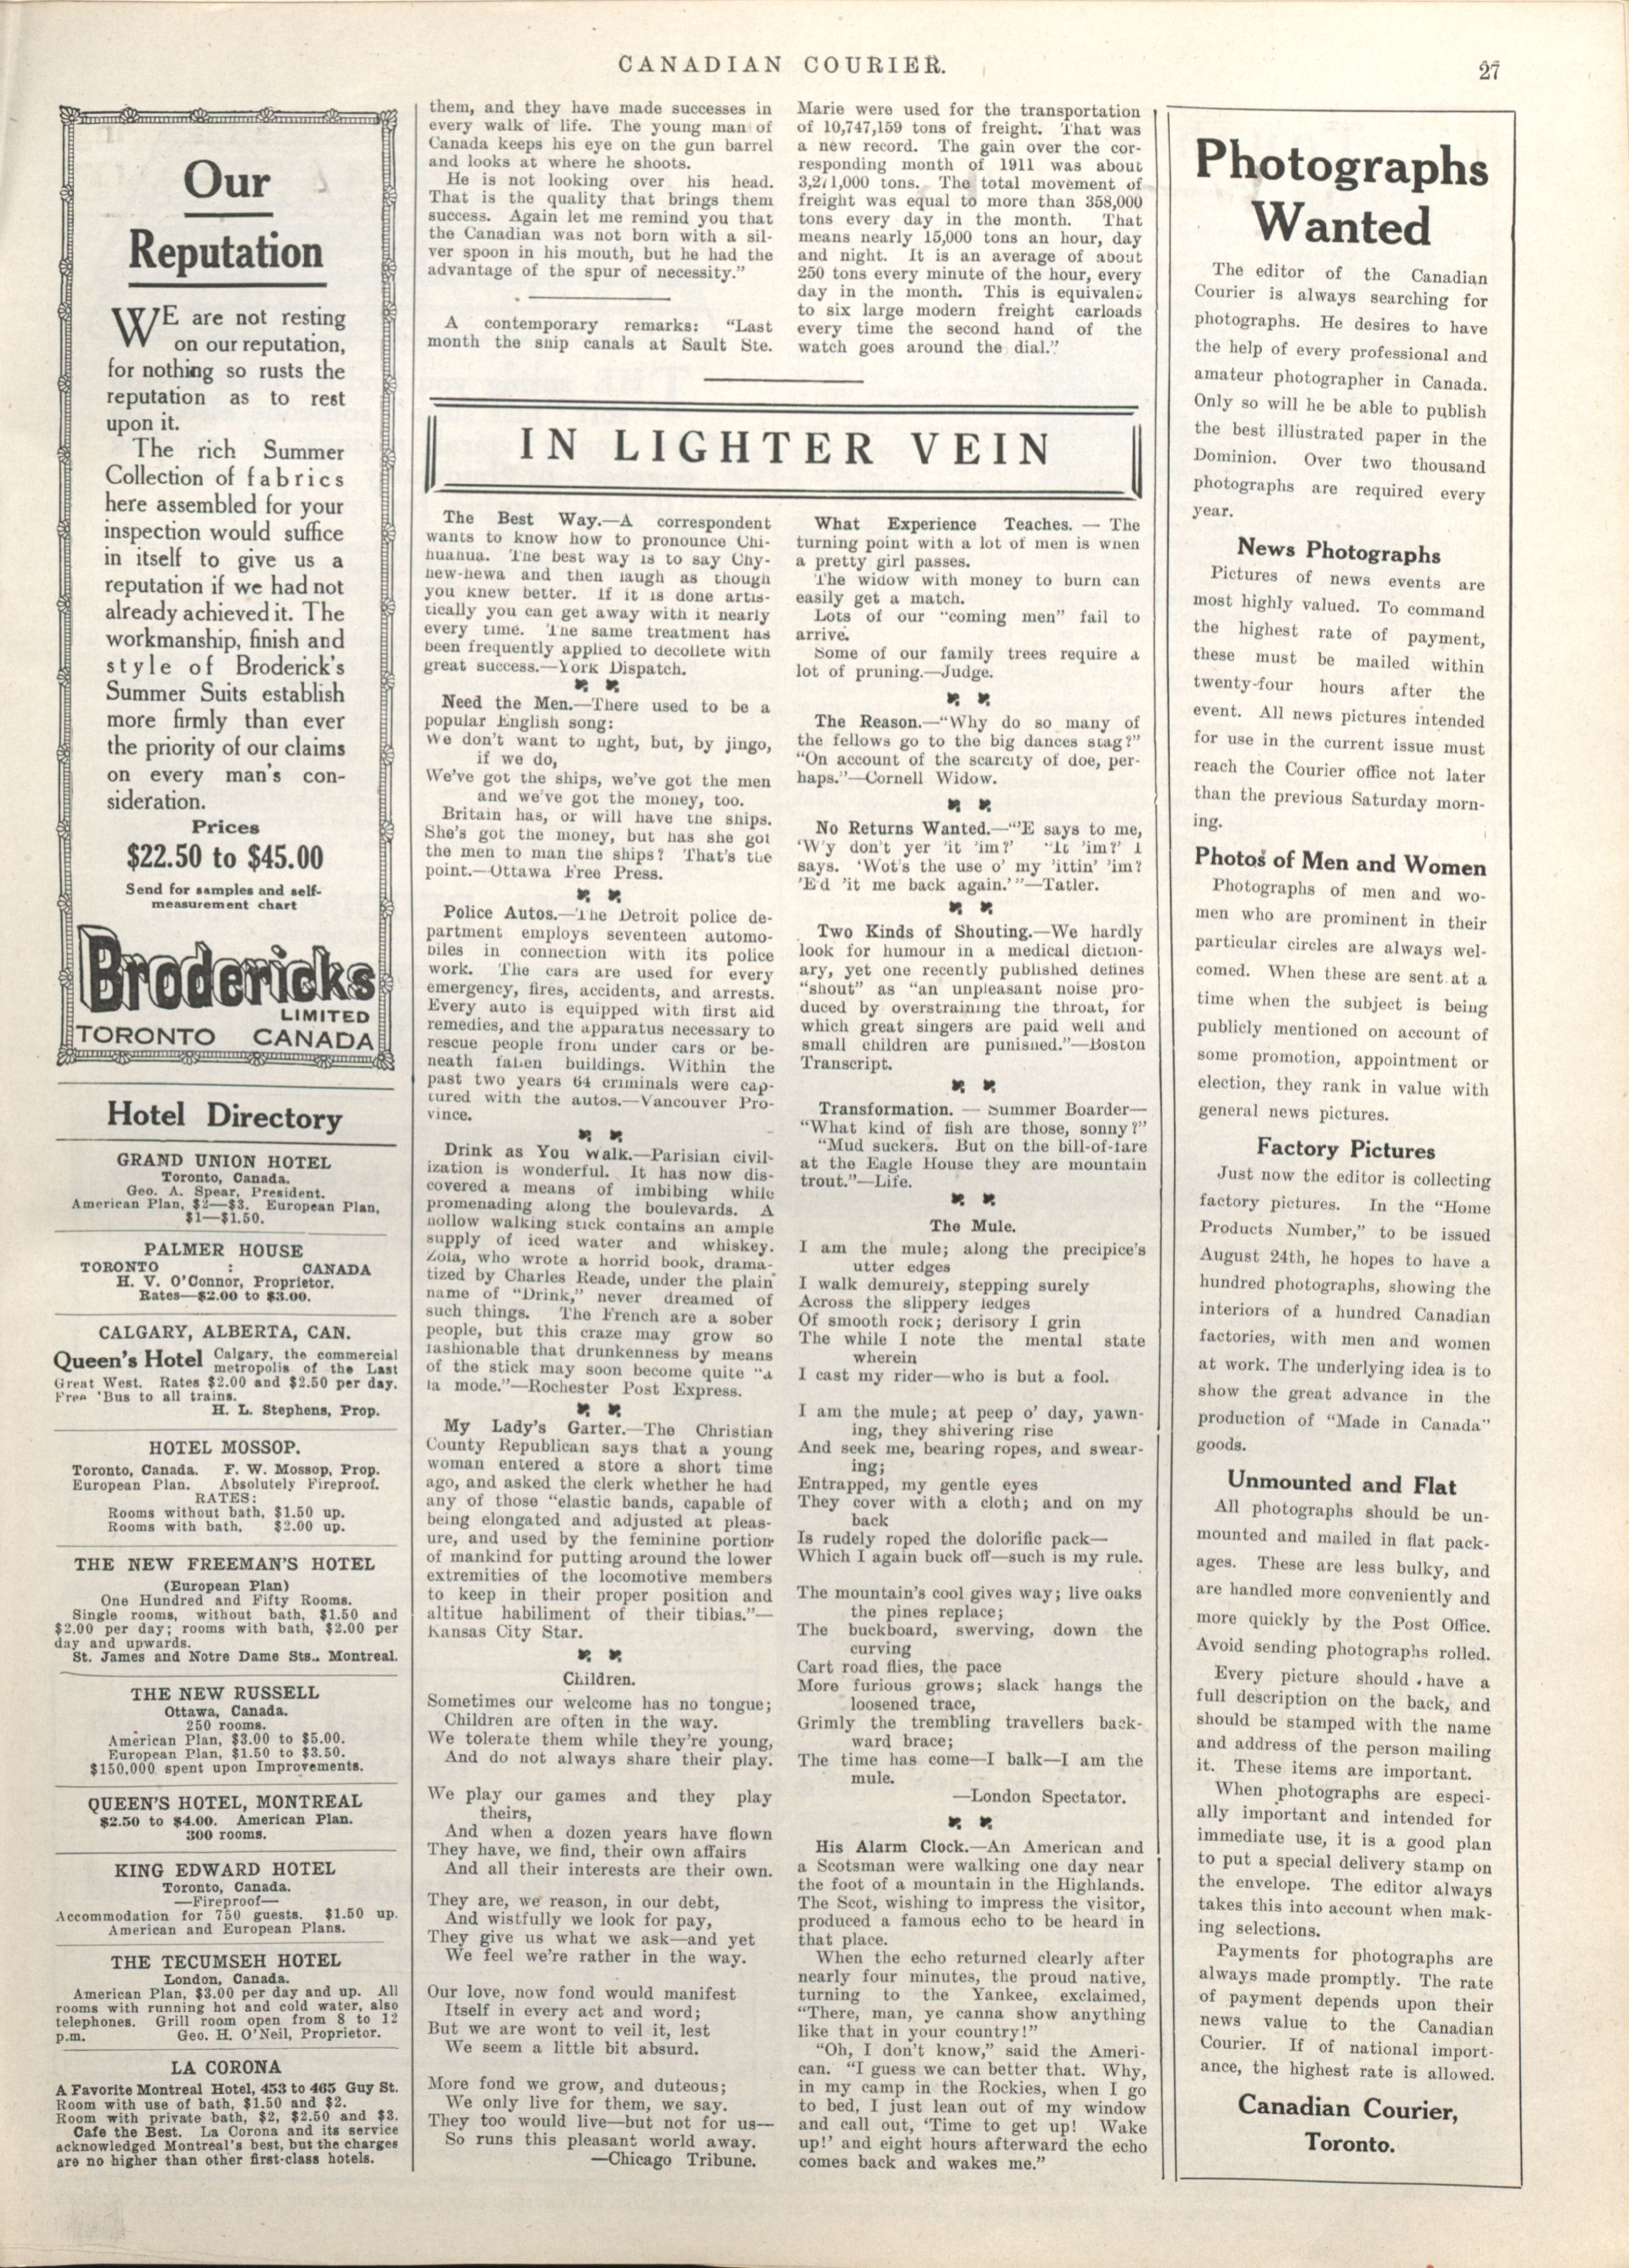 CANADIAN COURIER.
27
Our
Reputation
WE are not resting
on our reputation,
for nothing so rusts the
reputation as to rest
upon it.
The rich Summer
Collection of fabrics
here assembled for your
inspection would suffice
in itself to give us a
reputation if we had not
already achieved it. The
workmanship, finish and
style of Broderick's
Summer Suits establish
more firmly than ever
the priority of our claims
on every man's con-
sideration.
Prices
$22.50 to $45.00
Send for samples and self-
measurement chart
Brodericks
LIMITED
TORONTO CANADA
Hotel Directory
GRAND UNION HOTEL
Toronto, Canada.
Geo. A. Spear, President.
American Plan, $2—$3. European Plan,
$1—$1.50.
PALMER HOUSE
TORONTO : CANADA
H. V. O'Connor, Proprietor.
Rates—$2.00 to $3.00.
CALGARY, ALBERTA, CAN.
Queen's Hotel Calgary, the commercial
metropolis of the Last
Great West. Rates $2.00 and $2.50 per day.
Free 'Bus to all trains.
H. L. Stephens, Prop.
HOTEL MOSSOP.
Toronto, Canada. F. W. Mossop, Prop.
European Plan. Absolutely Fireproof.
RATES:
Rooms without bath, $1.50 up.
Rooms with bath, $2.00 up.
THE NEW FREEMAN'S HOTEL
(European Plan)
One Hundred and Fifty Rooms.
Single rooms, without bath, $1.50 and
$2.00 per day; rooms with bath, $2.00 per
day and upwards.
St. James and Notre Dame Sts., Montreal.
THE NEW RUSSELL
Ottawa, Canada.
250 rooms.
American Plan, $3.00 to $5.00.
European Plan, $1.50 to $3.50.
$150,000 spent upon Improvements.
QUEEN'S HOTEL, MONTREAL
$2.50 to $4.00. American Plan.
300 rooms.
KING EDWARD HOTEL
Toronto, Canada.
—Fireproof—
Accommodation for 750 guests. $1.50 up.
American and European Plans.
THE TECUMSEH HOTEL
London, Canada.
American Plan, $3.00 per day and up. All
rooms with running hot and cold water, also
telephones. Grill room open from 8 to 12
p.m. Geo. H. O'Neil, Proprietor.
LA CORONA
A Favorite Montreal Hotel, 453 to 465 Guy St.
Room with use of bath, $1.50 and $2.
Room with private bath, $2, $2.50 and $3.
Cafe the Best. La Corona and its service
acknowledged Montreal's best, but the charges
are no higher than other first-class hotels.
them, and they have made successes in
every walk of life. The young man of
Canada keeps his eye on the gun barrel
and looks at where he shoots.
He is not looking over his head.
That is the quality that brings them
success. Again let me remind you that
the Canadian was not born with a sil-
ver spoon in his mouth, but he had the
advantage of the spur of necessity."
A contemporary remarks: "Last
month the ship canals at Sault Ste.
Marie were used for the transportation
of 10,747,159 tons of freight. That was
a new record. The gain over the cor-
responding month of 1911 was about
3,271,000 tons. The total movement of
freight was equal to more than 358,000
tons every day in the month. That
means nearly 15,000 tons an hour, day
and night. It is an average of about
250 tons every minute of the hour, every
day in the month. This is equivalent
to six large modern freight carloads
every time the second hand of the
watch goes around the dial."
IN LIGHTER VEIN
The Best Way.—A correspondent
wants to know how to pronounce Chi-
huahua. The best way is to say Chy-
hew-hewa and then laugh as though
you knew better. If it is done artis-
tically you can get away with it nearly
every time. The same treatment has
been frequently applied to decollete with
great success.—York Dispatch.
Need the Men.—There used to be a
popular English song:
We don't want to fight, but, by jingo,
if we do,
We've got the ships, we've got the men
and we've got the money, too.
Britain has, or will have the ships.
She's got the money, but has she got
the men to man the ships? That's the
point.—Ottawa Free Press.
Police Autos.—The Detroit police de-
partment employs seventeen automo-
biles in connection with its police
work. The cars are used for every
emergency, fires, accidents, and arrests.
Every auto is equipped with first aid
remedies, and the apparatus necessary to
rescue people from under cars or be-
neath fallen buildings. Within the
past two years 64 criminals were cap-
tured with the autos.—Vancouver Pro-
vince.
Drink as You Walk.—Parisian civil-
ization is wonderful. It has now dis-
covered a means of imbibing while
promenading along the boulevards. A
hollow walking stick contains an ample
supply of iced water and whiskey.
Zola, who wrote a horrid book, drama-
tized by Charles Reade, under the plain
name of "Drink," never dreamed of
such things. The French are a sober
people, but this craze may grow so
fashionable that drunkenness by means
of the stick may soon become quite "a
la mode."—Rochester Post Express.
My Lady's Garter.—The Christian
County Republican says that a young
woman entered a store a short time
ago, and asked the clerk whether he had
any of those "elastic bands, capable of
being elongated and adjusted at pleas-
ure, and used by the feminine portion
of mankind for putting around the lower
extremities of the locomotive members
to keep in their proper position and
altitue habiliment of their tibias."—
Kansas City Star.
Children.
Sometimes our welcome has no tongue;
Children are often in the way.
We tolerate them while they're young,
And do not always share their play.
We play our games and they play
theirs,
And when a dozen years have flown
They have, we find, their own affairs
And all their interests are their own.
They are, we reason, in our debt,
And wistfully we look for pay,
They give us what we ask—and yet
We feel we're rather in the way.
Our love, now fond would manifest
Itself in every act and word;
But we are wont to veil it, lest
We seem a little bit absurd.
More fond we grow, and duteous;
We only live for them, we say.
They too would live—but not for us—
So runs this pleasant world away.
—Chicago Tribune.
What Experience Teaches. — The
turning point with a lot of men is when
a pretty girl passes.
The widow with money to burn can
easily get a match.
Lots of our "coming men" fail to
arrive.
Some of our family trees require a
lot of pruning.—Judge.
The Reason.—"Why do so many of
the fellows go to the big dances stag?"
"On account of the scarcity of doe, per-
haps."—Cornell Widow.
No Returns Wanted.—"'E says to me,
'W'y don't yer 'it 'im?' "It 'im?' I
says. 'Wot's the use o' my 'ittin' 'im?
'E'd 'it me back again.'"—Tatler.
Two Kinds of Shouting.—We hardly
look for humour in a medical diction-
ary, yet one recently published defines
"shout" as "an unpleasant noise pro-
duced by overstraining the throat, for
which great singers are paid well and
small children are punished."—Boston
Transcript.
Transformation. — Summer Boarder—
"What kind of fish are those, sonny?"
"Mud suckers. But on the bill-of-fare
at the Eagle House they are mountain
trout."—Life.
The Mule.
I am the mule; along the precipice's
utter edges
I walk demurely, stepping surely
Across the slippery ledges
Of smooth rock; derisory I grin
The while I note the mental state
wherein
I cast my rider—who is but a fool.
I am the mule; at peep o' day, yawn-
ing, they shivering rise
And seek me, bearing ropes, and swear-
ing;
Entrapped, my gentle eyes
They cover with a cloth; and on my
back
Is rudely roped the dolorific pack—
Which I again buck off—such is my rule.
The mountain's cool gives way; live oaks
the pines replace;
The buckboard, swerving, down the
curving
Cart road flies, the pace
More furious grows; slack hangs the
loosened trace,
Grimly the trembling travellers back-
ward brace;
The time has come—I balk—I am the
mule.
—London Spectator.
His Alarm Clock.—An American and
a Scotsman were walking one day near
the foot of a mountain in the Highlands.
The Scot, wishing to impress the visitor,
produced a famous echo to be heard in
that place.
When the echo returned clearly after
nearly four minutes, the proud native,
turning to the Yankee, exclaimed,
"There, man, ye canna show anything
like that in your country!"
"Oh, I don't know," said the Ameri-
can. "I guess we can better that. Why,
in my camp in the Rockies, when I go
to bed, I just lean out of my window
and call out, 'Time to get up! Wake
up!' and eight hours afterward the echo
comes back and wakes me."
Photographs
Wanted
The editor of the Canadian
Courier is always searching for
photographs. He desires to have
the help of every professional and
amateur photographer in Canada.
Only so will he be able to publish
the best illustrated paper in the
Dominion. Over two thousand
photographs are required every
year.
News Photographs
Pictures of news events are
most highly valued. To command
the highest rate of payment,
these must be mailed within
twenty-four hours after the
event. All news pictures intended
for use in the current issue must
reach the Courier office not later
than the previous Saturday morn-
ing.
Photos of Men and Women
Photographs of men and wo-
men who are prominent in their
particular circles are always wel-
comed. When these are sent at a
time when the subject is being
publicly mentioned on account of
some promotion, appointment or
election, they rank in value with
general news pictures.
Factory Pictures
Just now the editor is collecting
factory pictures. In the "Home
Products Number," to be issued
August 24th, he hopes to have a
hundred photographs, showing the
interiors of a hundred Canadian
factories, with men and women
at work. The underlying idea is to
show the great advance in the
production of "Made in Canada"
goods.
Unmounted and Flat
All photographs should be un-
mounted and mailed in flat pack-
ages. These are less bulky, and
are handled more conveniently and
more quickly by the Post Office.
Avoid sending photographs rolled.
Every picture should have a
full description on the back, and
should be stamped with the name
and address of the person mailing
it. These items are important.
When photographs are especi-
ally important and intended for
immediate use, it is a good plan
to put a special delivery stamp on
the envelope. The editor always
takes this into account when mak-
ing selections.
Payments for photographs are
always made promptly. The rate
of payment depends upon their
news value to the Canadian
Courier. If of national import-
ance, the highest rate is allowed.
Canadian Courier,
Toronto.